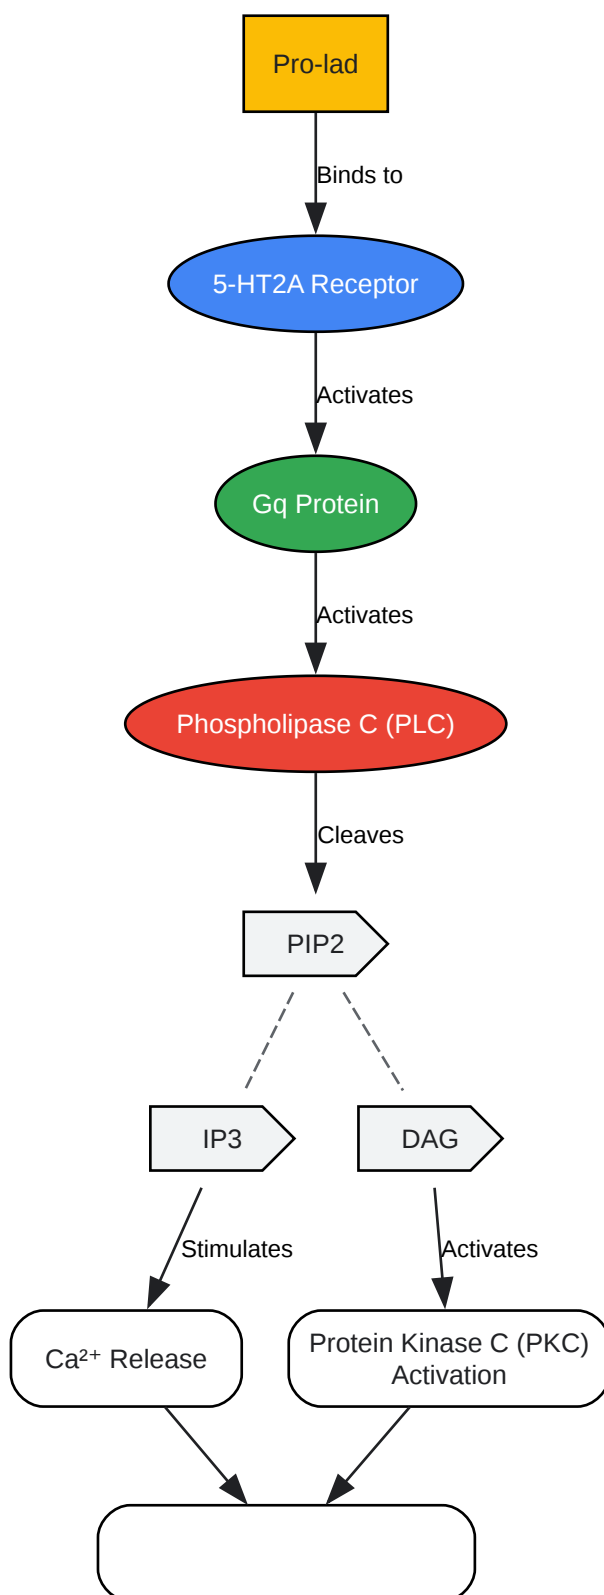 Pro-lad
Binds to
5-HT2A Receptor
Activates
Gq Protein
Activates
Phospholipase C (PLC)
Cleaves
PIP2
IP3
DAG
Stimulates
Activates
Ca²⁺ Release
Protein Kinase C (PKC)
Activation